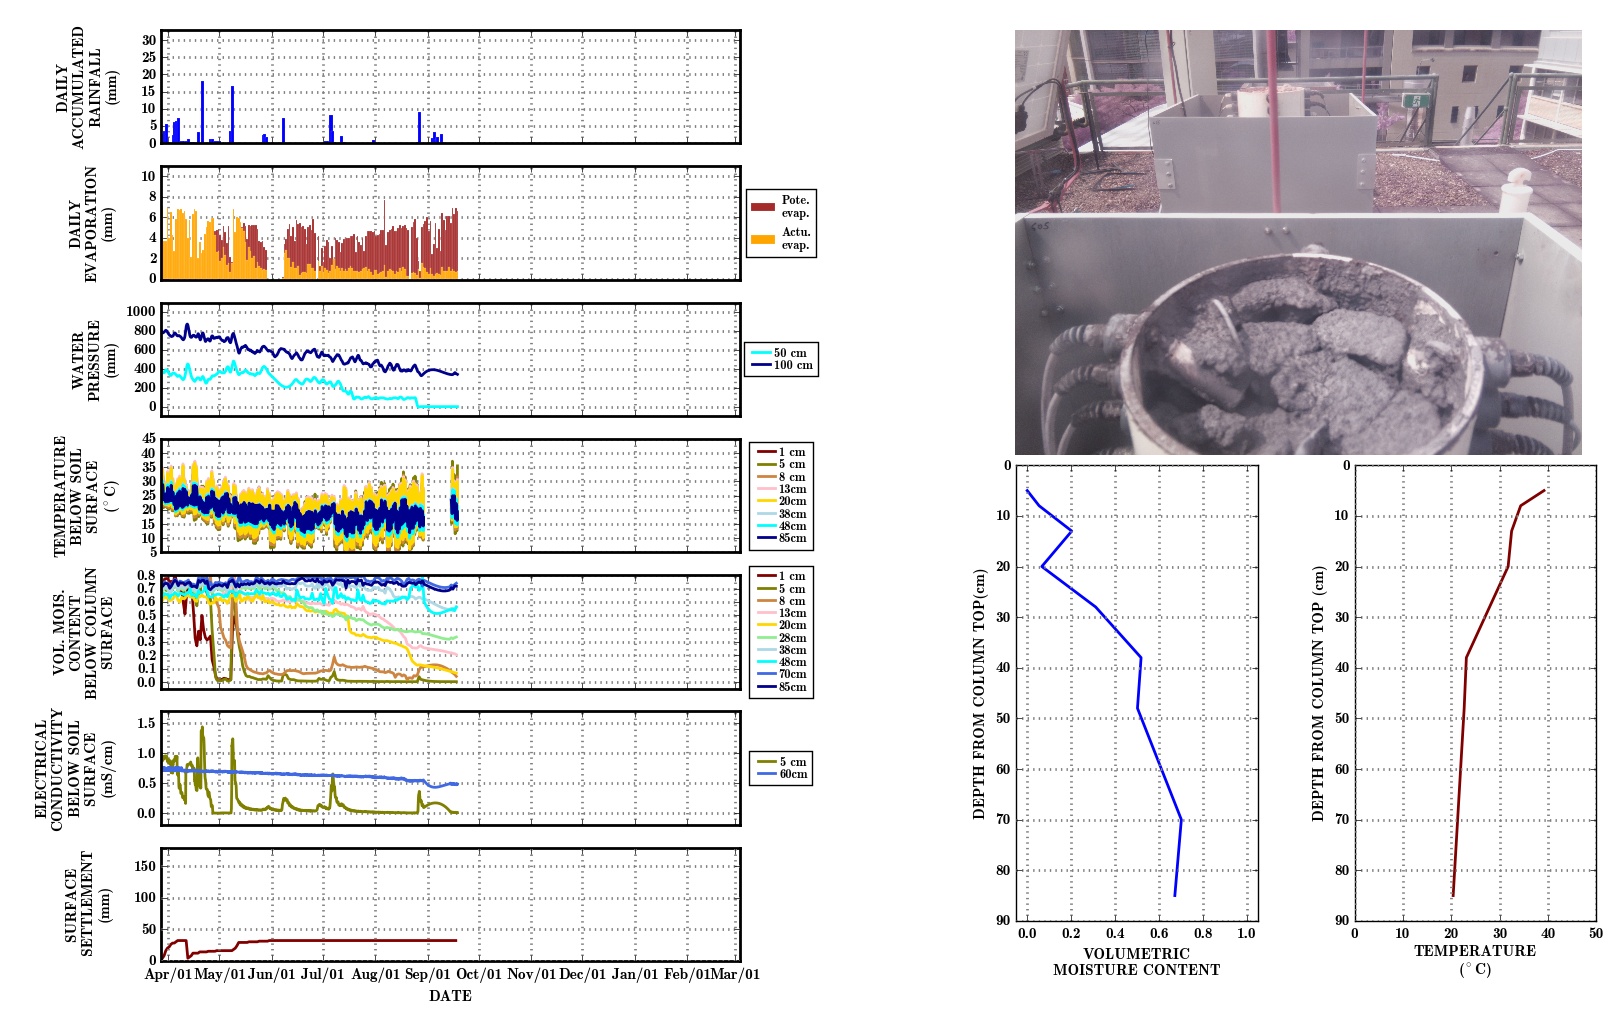 DAILY
ACCUMULATED
RAINFALL
(mm)
30
25
20
15
10
5
0
DAILY
EVAPORATION
(mm)
10
8
6
4
2
0
Pote.
evap.
Actu.
evap.
WATER
PRESSURE
(mm)
1000
800
600
400
200
0
50 cm
100 cm
TEMPERATURE
BELOW SOIL
SURFACE
(°C)
45
40
35
30
25
20
15
10
5
1 cm
5 cm
8 cm
13cm
20cm
38cm
48cm
85cm
VOL. MOIS.
CONTENT
BELOW COLUMN
SURFACE
0.8
0.7
0.6
0.5
0.4
0.3
0.2
0.1
0.0
1 cm
5 cm
8 cm
13cm
20cm
28cm
38cm
48cm
70cm
85cm
ELECTRICAL
CONDUCTIVITY
BELOW SOIL
SURFACE
(mS/cm)
1.5
1.0
0.5
0.0
5 cm
60cm
SURFACE
SETTLEMENT
(mm)
150
100
50
0
Apr/01 May/01 Jun/01 Jul/01 Aug/01 Sep/01 Oct/01 Nov/01 Dec/01 Jan/01 Feb/01 Mar/01
DATE
DEPTH FROM COLUMN TOP(cm)
0
10
20
30
40
50
60
70
80
90
0.0 0.2 0.4 0.6 0.8 1.0
VOLUMETRIC
MOISTURE CONTENT
DEPTH FROM COLUMN TOP (cm)
0
10
20
30
40
50
60
70
80
90
0 10 20 30 40 50
TEMPERATURE
(°C)